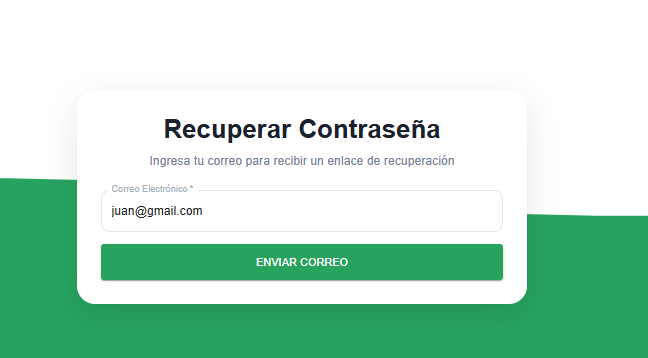 Recuperar Contraseña
Ingresa tu correo para recibir un enlace de recuperación
Correo Electrónico *
juan@gmail.com
ENVIAR CORREO